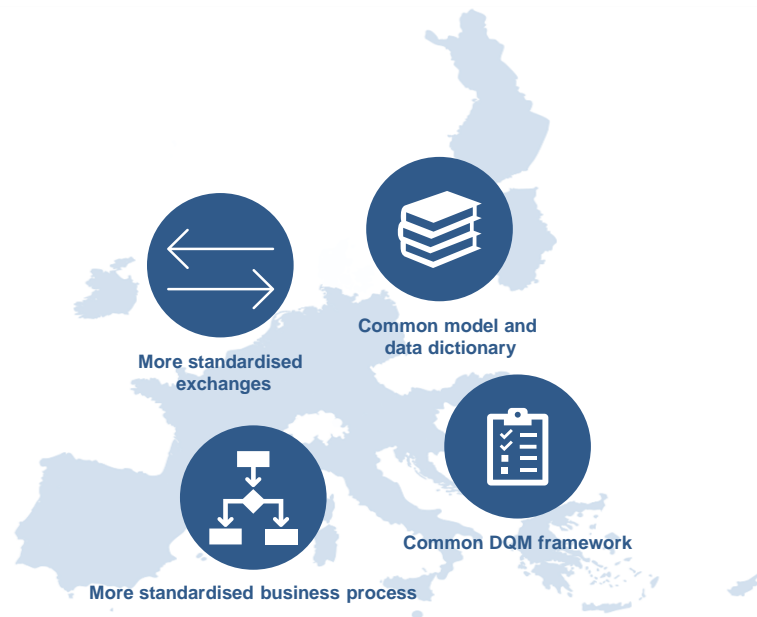 Common model and
data dictionary
More standardised
exchanges
Common DQM framework
More standardised business process